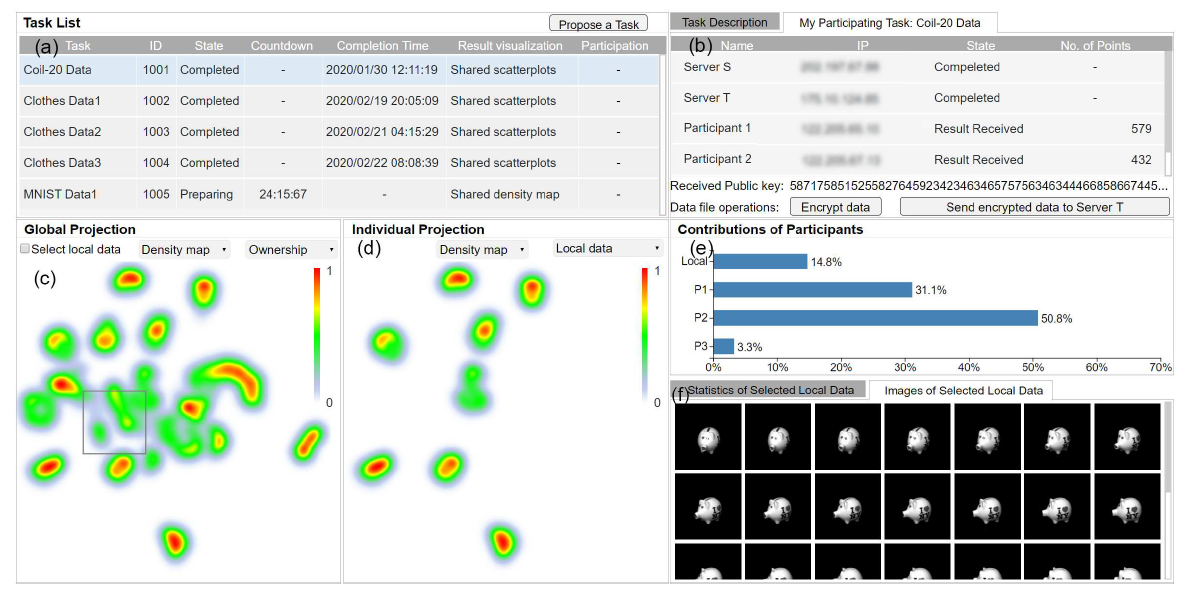 Task List
Propose a Task
(a) Task ID State Countdown Completion Time Result visualization Participation
Coil-20 Data 1001 Completed - 2020/01/30 12:11:19 Shared scatterplots -
Clothes Data1 1002 Completed - 2020/02/19 20:05:09 Shared scatterplots -
Clothes Data2 1003 Completed - 2020/02/21 04:15:29 Shared scatterplots -
Clothes Data3 1004 Completed - 2020/02/22 08:08:39 Shared scatterplots -
MNIST Data1 1005 Preparing 24:15:67 - Shared density map -
Task Description My Participating Task: Coil-20 Data
(b) Name IP State No. of Points
Server S Compeleted -
Server T Compeleted -
Participant 1 Result Received 579
Participant 2 Result Received 432
Received Public key: 587175851525582764592342346346575756346344466858667445...
Data file operations: Encrypt data Send encrypted data to Server T
Global Projection
Select local data Density map Ownership
(c)
1
0
Individual Projection
(d) Density map Local data
1
0
Contributions of Participants
(e)
Local 14.8%
P1 31.1%
P2 50.8%
P3 3.3%
0% 10% 20% 30% 40% 50% 60% 70%
(f) Statistics of Selected Local Data Images of Selected Local Data